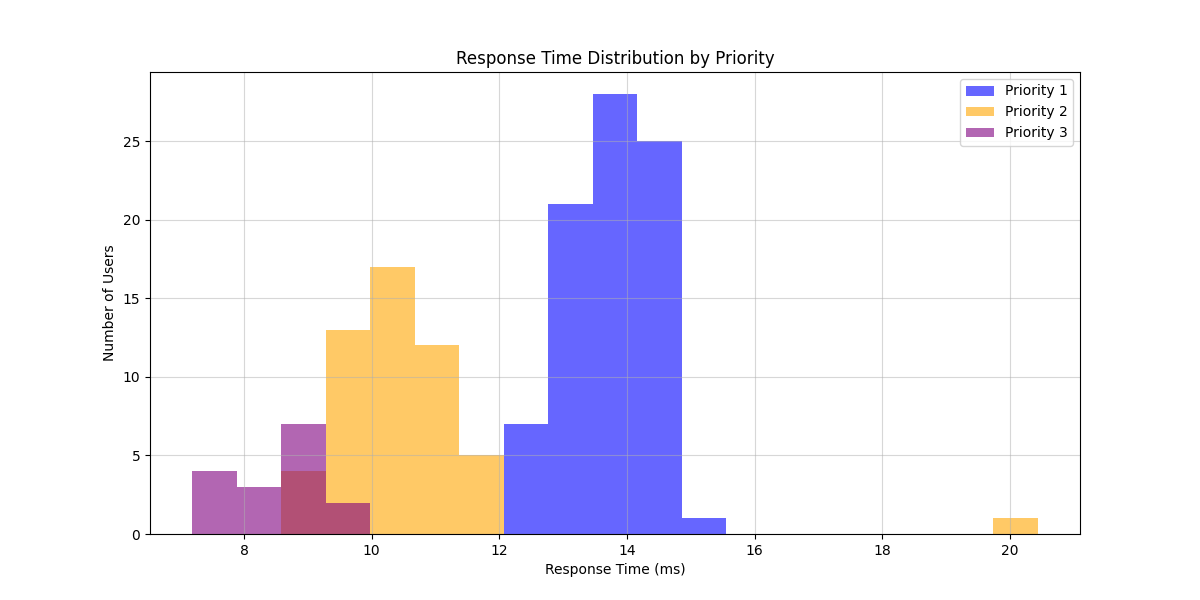 Response Time Distribution by Priority
Priority 1
Priority 2
Priority 3
Number of Users
25
20
15
10
5
0
8 10 12 14 16 18 20
Response Time (ms)